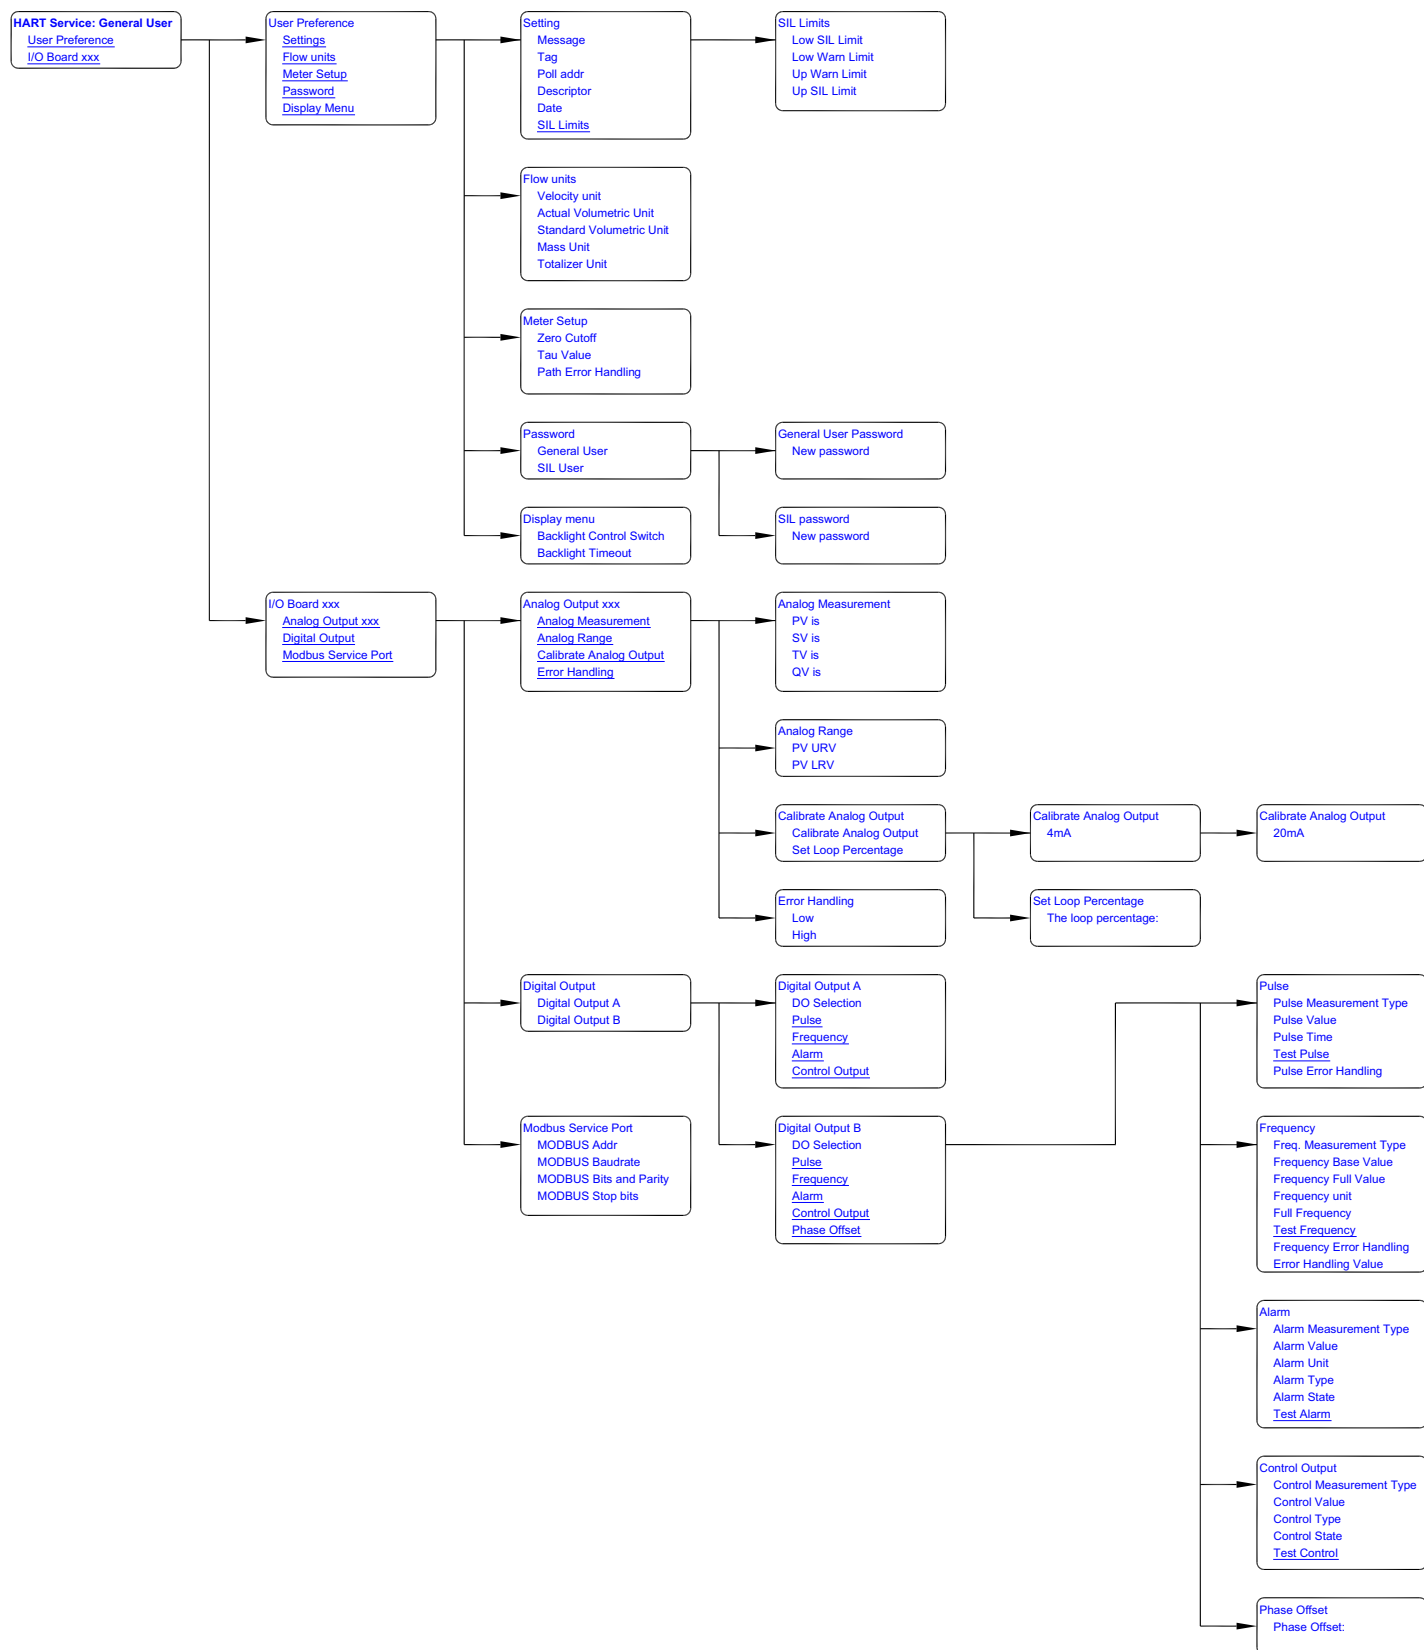 HART Service: General User
User Preference
I/O Board xxx
User Preference
Settings
Flow units
Meter Setup
Password
Display Menu
Setting
Message
Tag
Poll addr
Descriptor
Date
SIL Limits
SIL Limits
Low SIL Limit
Low Warn Limit
Up Warn Limit
Up SIL Limit
Flow units
Velocity unit
Actual Volumetric Unit
Standard Volumetric Unit
Mass Unit
Totalizer Unit
Meter Setup
Zero Cutoff
Tau Value
Path Error Handling
Password
General User
SIL User
General User Password
New password
Display menu
Backlight Control Switch
Backlight Timeout
SIL password
New password
I/O Board xxx
Analog Output xxx
Digital Output
Modbus Service Port
Analog Output xxx
Analog Measurement
Analog Range
Calibrate Analog Output
Error Handling
Analog Measurement
PV is
SV is
TV is
QV is
Analog Range
PV URV
PV LRV
Calibrate Analog Output
Calibrate Analog Output
Set Loop Percentage
Calibrate Analog Output
4mA
Calibrate Analog Output
20mA
Error Handling
Low
High
Set Loop Percentage
The loop percentage:
Digital Output
Digital Output A
Digital Output B
Digital Output A
DO Selection
Pulse
Frequency
Alarm
Control Output
Pulse
Pulse Measurement Type
Pulse Value
Pulse Time
Test Pulse
Pulse Error Handling
Modbus Service Port
MODBUS Addr
MODBUS Baudrate
MODBUS Bits and Parity
MODBUS Stop bits
Digital Output B
DO Selection
Pulse
Frequency
Alarm
Control Output
Phase Offset
Frequency
Freq. Measurement Type
Frequency Base Value
Frequency Full Value
Frequency unit
Full Frequency
Test Frequency
Frequency Error Handling
Error Handling Value
Alarm
Alarm Measurement Type
Alarm Value
Alarm Unit
Alarm Type
Alarm State
Test Alarm
Control Output
Control Measurement Type
Control Value
Control Type
Control State
Test Control
Phase Offset
Phase Offset: